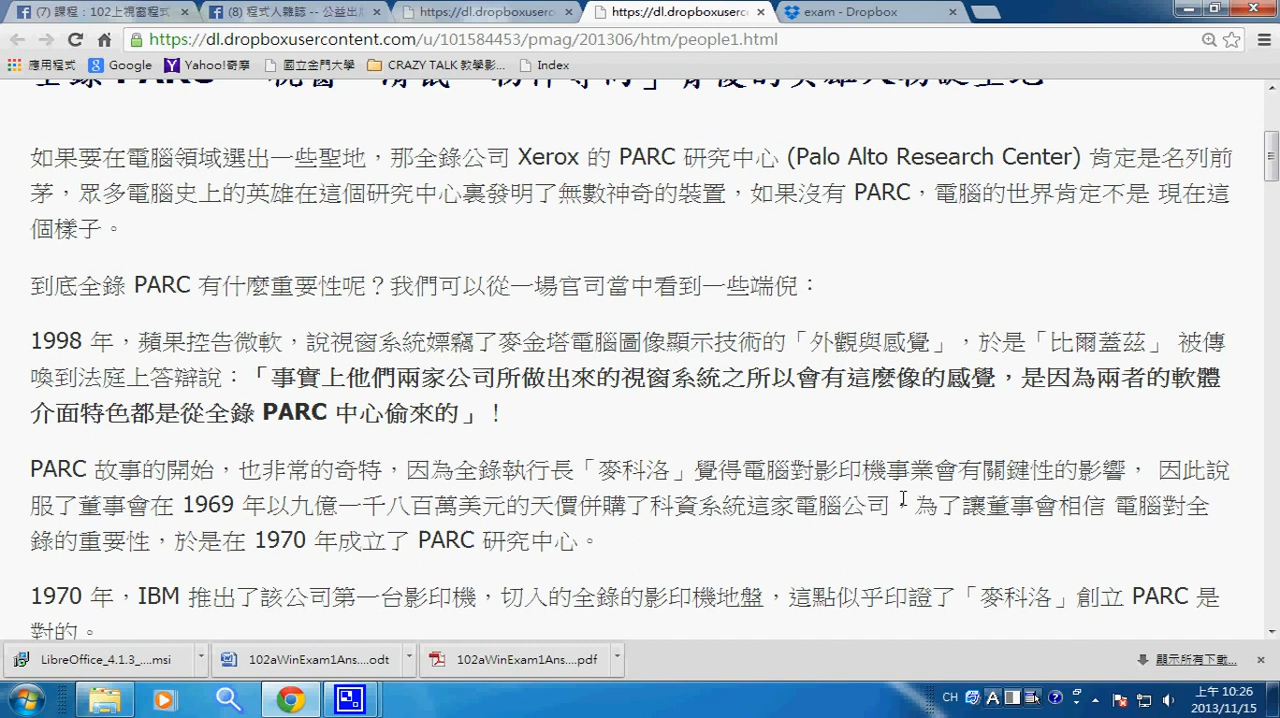 (7) 課程：102上視窗程式
(8) 程式人雜誌 -- 公益出
https://dl.dropboxuserc
https://dl.dropboxuserc
exam - Dropbox
https://dl.dropboxusercontent.com/u/101584453/pmag/201306/htm/people1.html
應用程式
Google
Yahoo!奇摩
國立金門大學
CRAZY TALK 教學影...
Index
如果要在電腦領域選出一些聖地，那全錄公司 Xerox 的 PARC 研究中心 (Palo Alto Research Center) 肯定是名列前
茅，眾多電腦史上的英雄在這個研究中心裏發明了無數神奇的裝置，如果沒有 PARC，電腦的世界肯定不是 現在這
個樣子。
到底全錄 PARC 有什麼重要性呢？我們可以從一場官司當中看到一些端倪：
1998 年，蘋果控告微軟，說視窗系統嫖竊了麥金塔電腦圖像顯示技術的「外觀與感覺」，於是「比爾蓋茲」 被傳
喚到法庭上答辯說：「事實上他們兩家公司所做出來的視窗系統之所以會有這麼像的感覺，是因為兩者的軟體
介面特色都是從全錄 PARC 中心偷來的」！
PARC 故事的開始，也非常的奇特，因為全錄執行長「麥科洛」覺得電腦對影印機事業會有關鍵性的影響， 因此說
服了董事會在 1969 年以九億一千八百萬美元的天價併購了科資系統這家電腦公司，為了讓董事會相信 電腦對全
錄的重要性，於是在 1970 年成立了 PARC 研究中心。
1970 年，IBM 推出了該公司第一台影印機，切入的全錄的影印機地盤，這點似乎印證了「麥科洛」創立 PARC 是
對的。
LibreOffice_4.1.3_....msi
102aWinExam1Ans....odt
102aWinExam1Ans....pdf
顯示所有下載...
CH
A
上午 10:26
2013/11/15